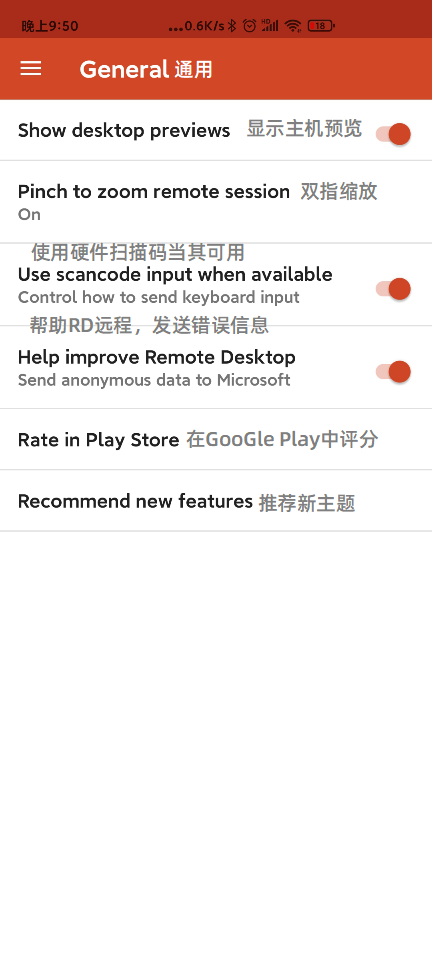 晚上9:50 ...0.6K/s HD 18
General 通用
Show desktop previews 显示主机预览
Pinch to zoom remote session 双指缩放
On
使用硬件扫描码当其可用
Use scancode input when available
Control how to send keyboard input
帮助RD远程，发送错误信息
Help improve Remote Desktop
Send anonymous data to Microsoft
Rate in Play Store 在GooGle Play中评分
Recommend new features 推荐新主题